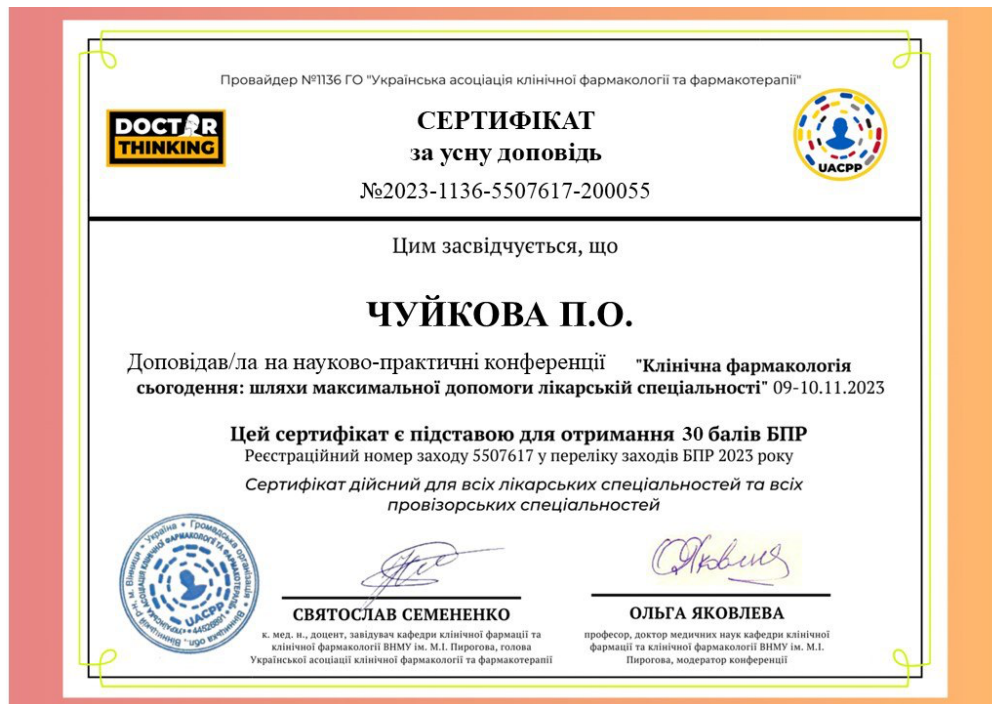 Провайдер №1136 ГО "Українська асоціація клінічної фармакології та фармакотерапії"
DOCTOR
THINKING
СЕРТИФІКАТ
за усну доповідь
№2023-1136-5507617-200055
UACPP
Цим засвідчується, що
ЧУЙКОВА П.О.
Доповідав/ла на науково-практичні конференції "Клінічна фармакологія
сьогодення: шляхи максимальної допомоги лікарській спеціальності" 09-10.11.2023
Цей сертифікат є підставою для отримання 30 балів БПР
Реєстраційний номер заходу 5507617 у переліку заходів БПР 2023 року
Сертифікат дійсний для всіх лікарських спеціальностей та всіх
провізорських спеціальностей
Україна • Громадська організація
UACPP
СВЯТОСЛАВ СЕМЕНЕНКО
к. мед. н., доцент, завідувач кафедри клінічної фармації та
клінічної фармакології ВНМУ ім. М.І. Пирогова, голова
Української асоціації клінічної фармакології та фармакотерапії
ОЛЬГА ЯКОВЛЕВА
професор, доктор медичних наук кафедри клінічної
фармації та клінічної фармакології ВНМУ ім. М.І.
Пирогова, модератор конференції